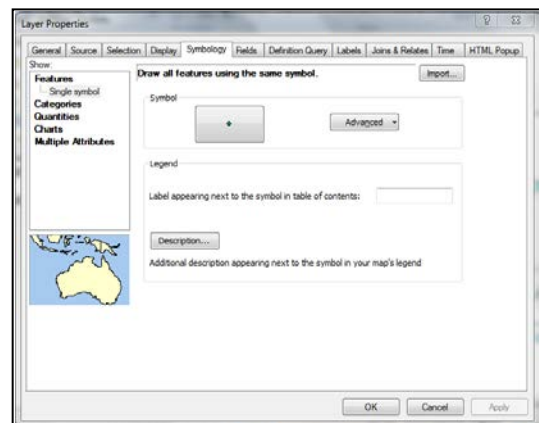 Layer Properties
General Source Selection Display Symbology Fields Definition Query Labels Joins & Relates Time HTML Popup
Show:
Features
Single symbol
Categories
Quantities
Charts
Multiple Attributes
Draw all features using the same symbol.
Import...
Symbol
Advanced
Legend
Label appearing next to the symbol in table of contents:
Description...
Additional description appearing next to the symbol in your map's legend
OK Cancel Apply